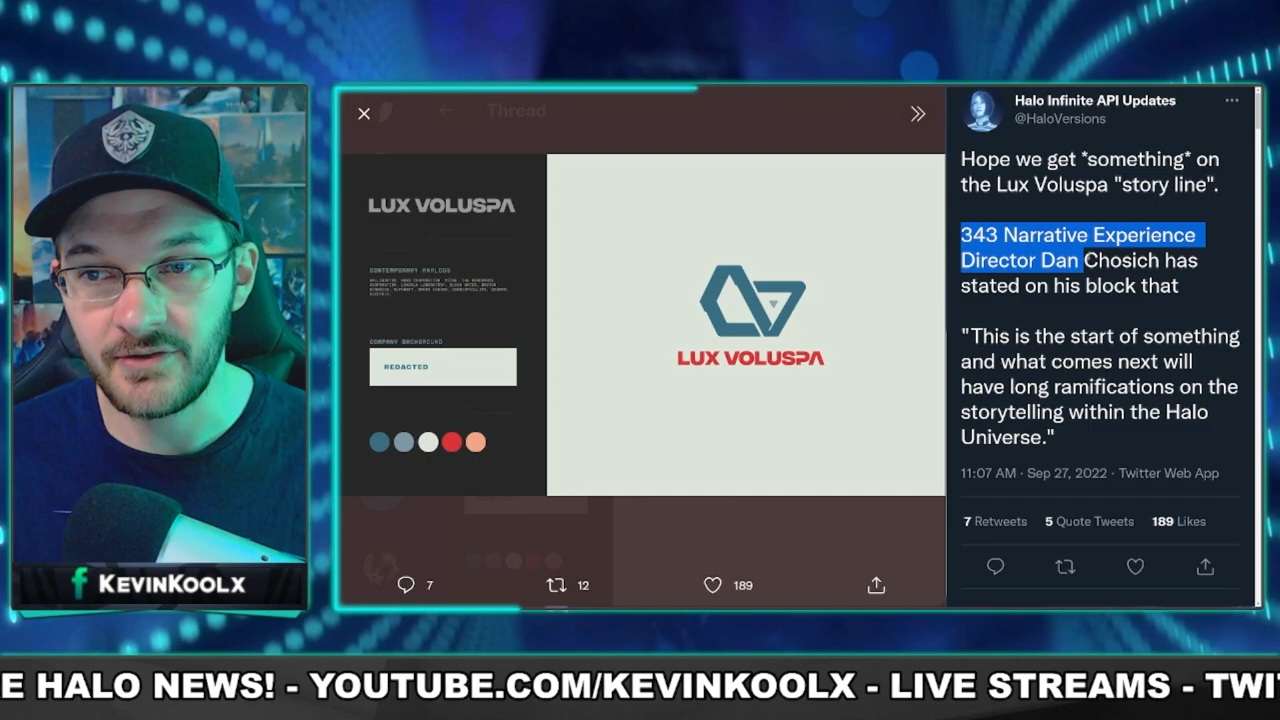 Thread
Halo Infinite API Updates
@HaloVersions
Hope we get *something* on
the Lux Voluspa "story line".
343 Narrative Experience
Director Dan Chosich has
stated on his block that
"This is the start of something
and what comes next will
have long ramifications on the
storytelling within the Halo
Universe."
11:07 AM · Sep 27, 2022 · Twitter Web App
7 Retweets 5 Quote Tweets 189 Likes
LUX VOLUSPA
CONTEMPORARY ANALOGS
COMPANY BACKGROUND
REDACTED
LUX VOLUSPA
7 12 189
f KEVINKOOLX
E HALO NEWS! - YOUTUBE.COM/KEVINKOOLX - LIVE STREAMS - TWI